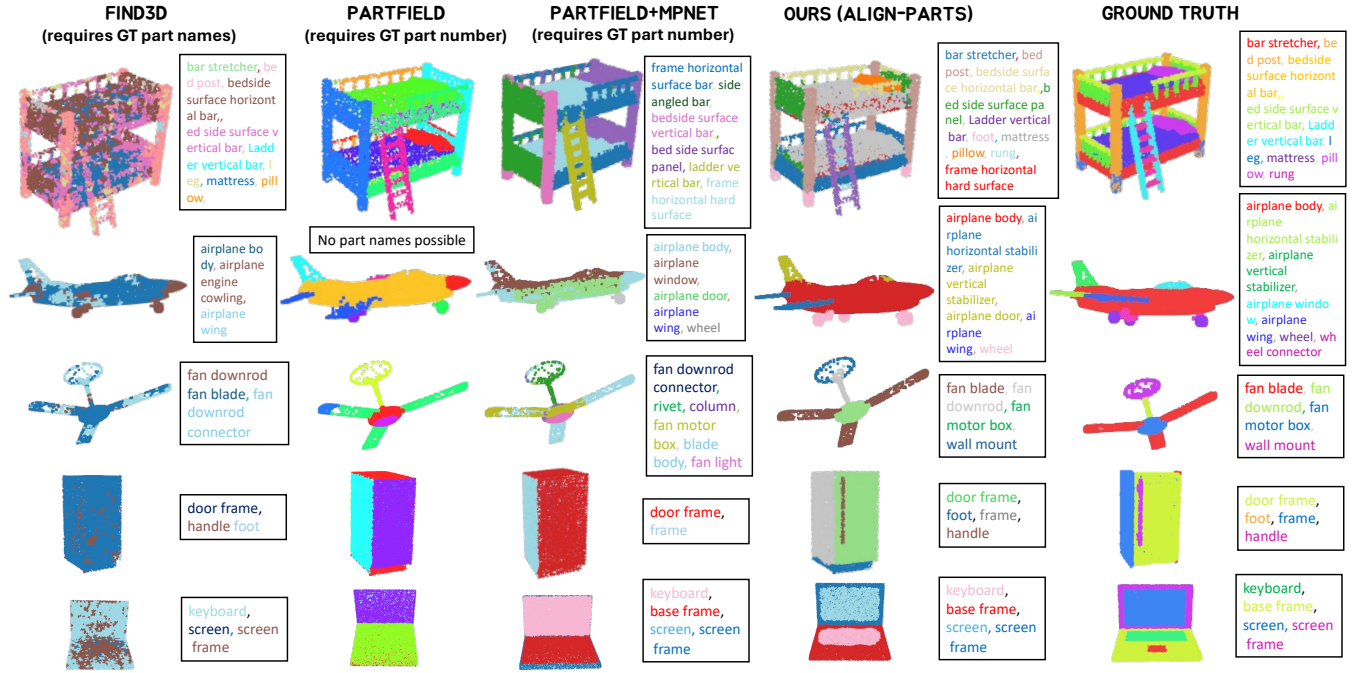 FIND3D
(requires GT part names)
PARTFIELD
(requires GT part number)
PARTFIELD+MPNET
(requires GT part number)
OURS (ALIGN-PARTS)
GROUND TRUTH
bar stretcher, be
d post, bedside
surface horizont
al bar,,
ed side surface v
ertical bar, Ladd
er vertical bar, l
eg, mattress, pill
ow,
frame horizontal
surface bar, side
angled bar,
bedside surface
vertical bar, ,
bed side surfac
panel, ladder ve
rtical bar, frame
horizontal hard
surface
bar stretcher, bed
post, bedside surfa
ce horizontal bar,,b
ed side surface pa
nel, Ladder vertical
bar, foot, mattress
, pillow, rung,
frame horizontal
hard surface
bar stretcher, be
d post, bedside
surface horizont
al bar,,
ed side surface v
ertical bar, Ladd
er vertical bar, l
eg, mattress, pill
ow, rung
airplane bo
dy, airplane
engine
cowling,
airplane
wing
No part names possible
airplane body,
airplane
window,
airplane door,
airplane
wing, wheel
airplane body, ai
rplane
horizontal stabili
zer, airplane
vertical
stabilizer,
airplane door, ai
rplane
wing, wheel
airplane body, ai
rplane
horizontal stabili
zer, airplane
vertical
stabilizer,
airplane windo
w, airplane
wing, wheel, wh
eel connector
fan downrod
fan blade, fan
downrod
connector
fan downrod
connector,
rivet, column,
fan motor
box, blade
body, fan light
fan blade, fan
downrod, fan
motor box,
wall mount
fan blade, fan
downrod, fan
motor box,
wall mount
door frame,
handle foot
door frame,
frame
door frame,
foot, frame,
handle
door frame,
foot, frame,
handle
keyboard,
screen, screen
frame
keyboard,
base frame,
screen, screen
frame
keyboard,
base frame,
screen, screen
frame
keyboard,
base frame,
screen, screen
frame